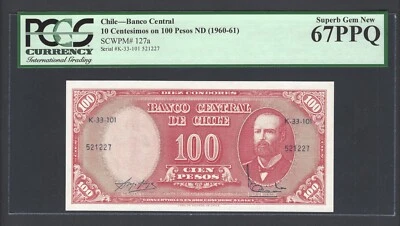 PCGS
CURRENCY
International Grading
Chile—Banco Central
10 Centesimos on 100 Pesos ND (1960-61)
SCWPM# 127a
Serial #K-33-101 521227
Superb Gem New
67PPQ
DIEZ CONDORES
100
100
BANCO CENTRAL
DE CHILE
K-33-101
K-33-101
521227
521227
100
CIEN
PESOS
100
100